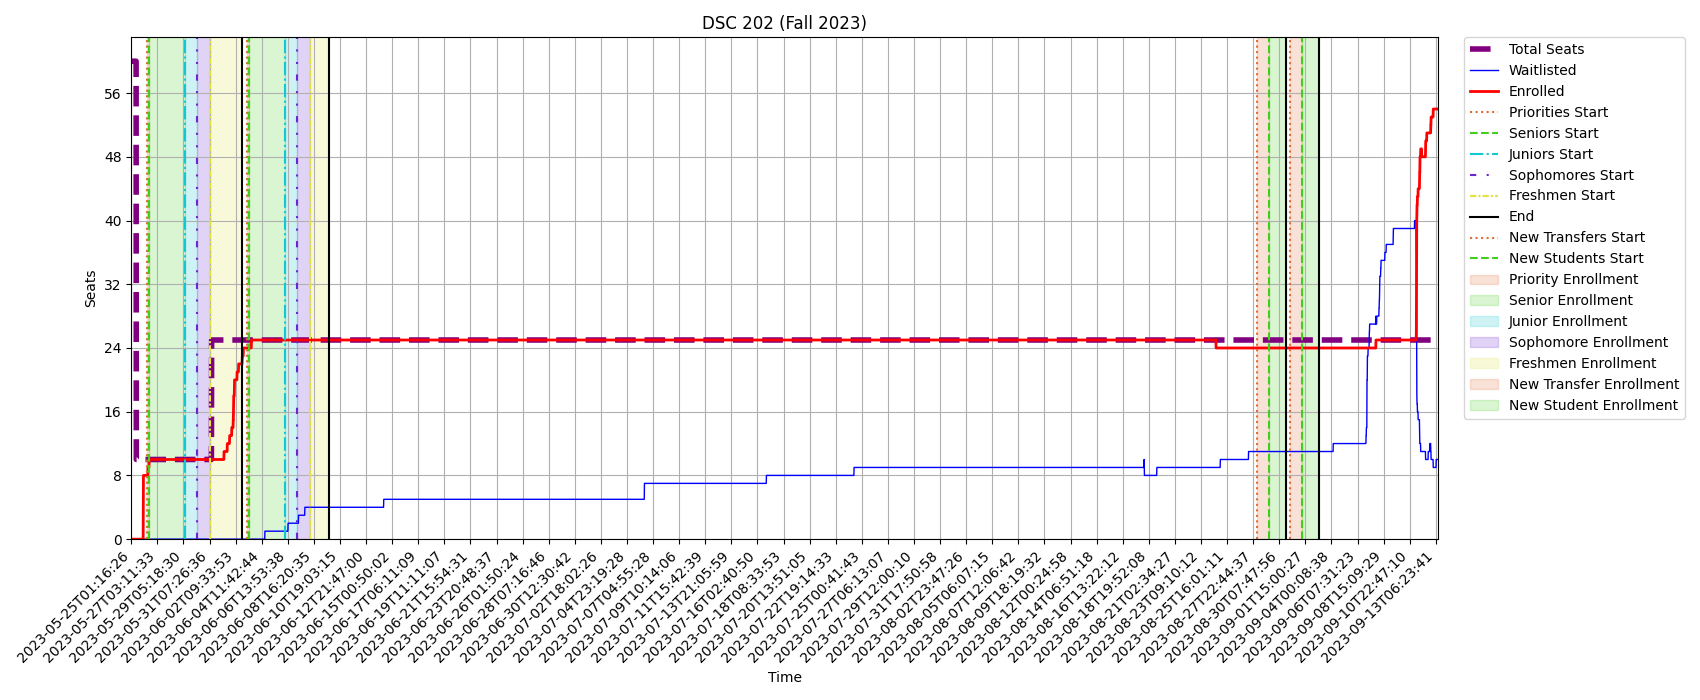 DSC 202 (Fall 2023)
Seats
56
48
40
32
24
16
8
0
2023-05-25T01:16:26
2023-05-27T03:11:33
2023-05-29T05:18:30
2023-05-31T07:26:36
2023-06-02T09:33:53
2023-06-04T11:42:44
2023-06-06T13:53:38
2023-06-08T16:20:35
2023-06-10T19:03:15
2023-06-12T21:47:00
2023-06-15T00:50:02
2023-06-17T06:11:09
2023-06-19T11:11:07
2023-06-21T15:54:31
2023-06-23T20:48:37
2023-06-26T01:50:24
2023-06-28T07:16:46
2023-06-30T12:30:42
2023-07-02T18:02:26
2023-07-04T23:19:28
2023-07-07T04:55:28
2023-07-09T10:14:06
2023-07-11T15:42:39
2023-07-13T21:05:59
2023-07-16T02:40:50
2023-07-18T08:33:53
2023-07-20T13:51:05
2023-07-22T19:14:33
2023-07-25T00:41:43
2023-07-27T06:13:07
2023-07-29T12:00:10
2023-07-31T17:50:58
2023-08-02T23:47:26
2023-08-05T06:07:15
2023-08-07T12:06:42
2023-08-09T18:19:32
2023-08-12T00:24:58
2023-08-14T06:51:18
2023-08-16T13:22:12
2023-08-18T19:52:08
2023-08-21T02:34:27
2023-08-23T09:10:12
2023-08-25T16:01:11
2023-08-27T22:44:37
2023-08-30T07:47:56
2023-09-01T15:00:27
2023-09-04T00:08:38
2023-09-06T07:31:23
2023-09-08T15:09:29
2023-09-10T22:47:10
2023-09-13T06:23:41
Time
Total Seats
Waitlisted
Enrolled
Priorities Start
Seniors Start
Juniors Start
Sophomores Start
Freshmen Start
End
New Transfers Start
New Students Start
Priority Enrollment
Senior Enrollment
Junior Enrollment
Sophomore Enrollment
Freshmen Enrollment
New Transfer Enrollment
New Student Enrollment